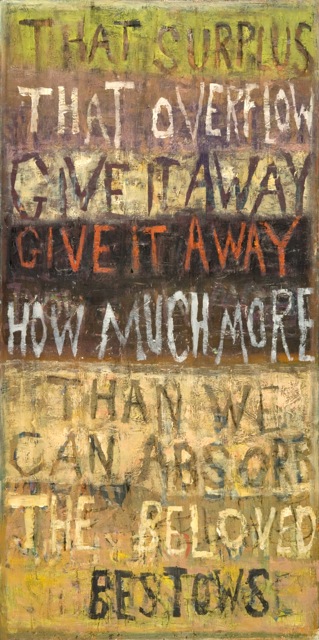 THAT SURPLUS
THAT OVERFLOW
GIVE IT AWAY
GIVE IT AWAY
HOW MUCH MORE
THAN WE
CAN ABSORB
THE BELOVED
BESTOWS